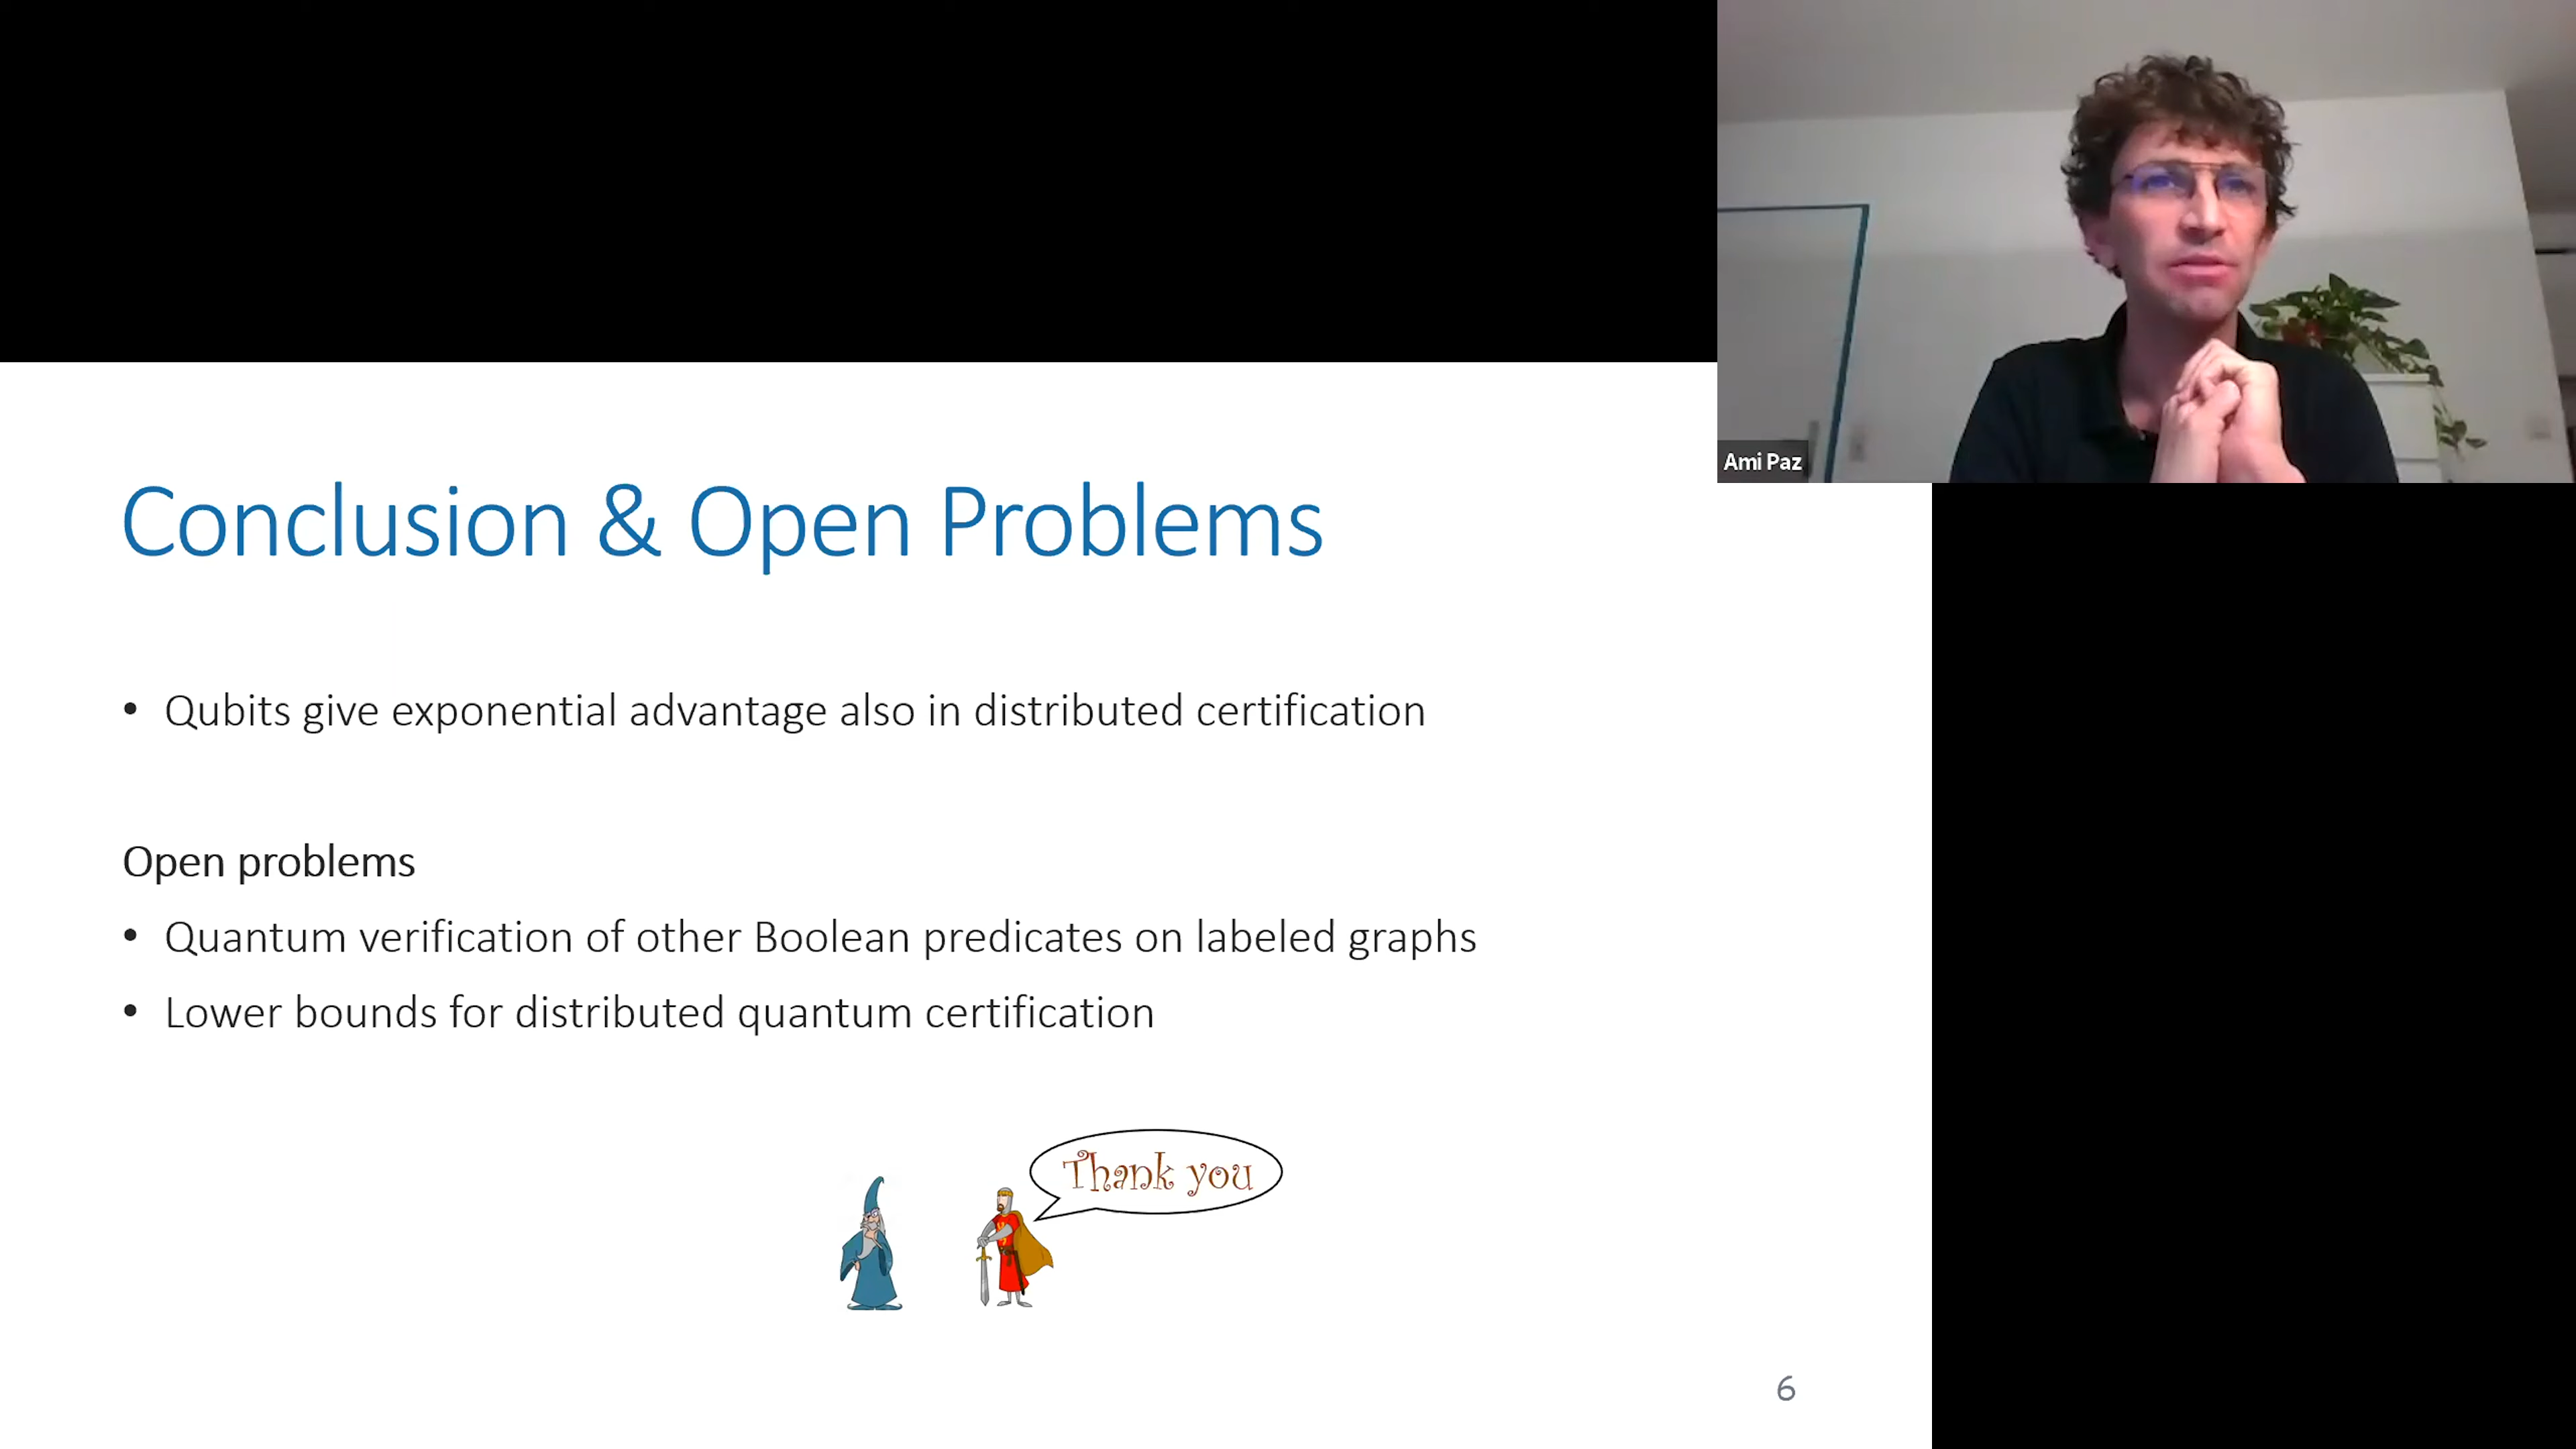 Ami Paz
Conclusion & Open Problems
• Qubits give exponential advantage also in distributed certification
Open problems
• Quantum verification of other Boolean predicates on labeled graphs
• Lower bounds for distributed quantum certification
Thank you
6